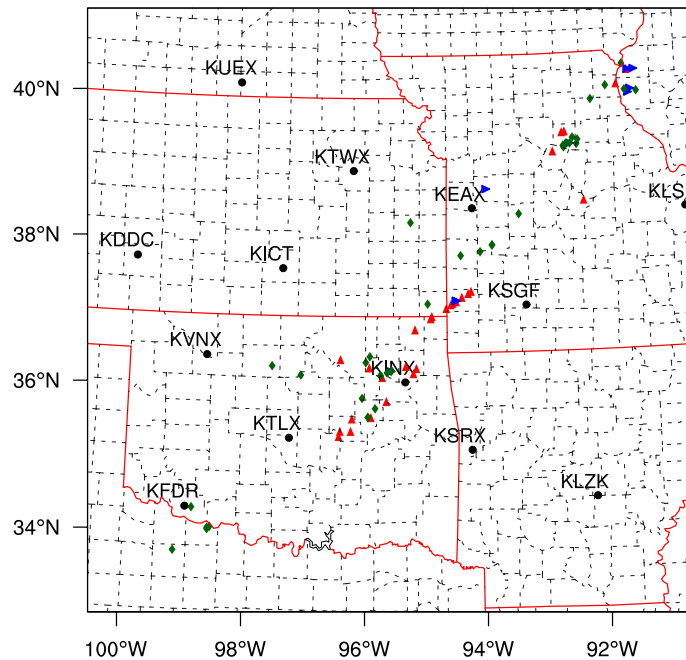 40°N
KUEX
KTWX
KEAX
KLS
38°N
KDDC
KICT
KSGF
KVNX
36°N
KINX
KTLX
KSRX
KLZK
KFDR
34°N
100°W 98°W 96°W 94°W 92°W